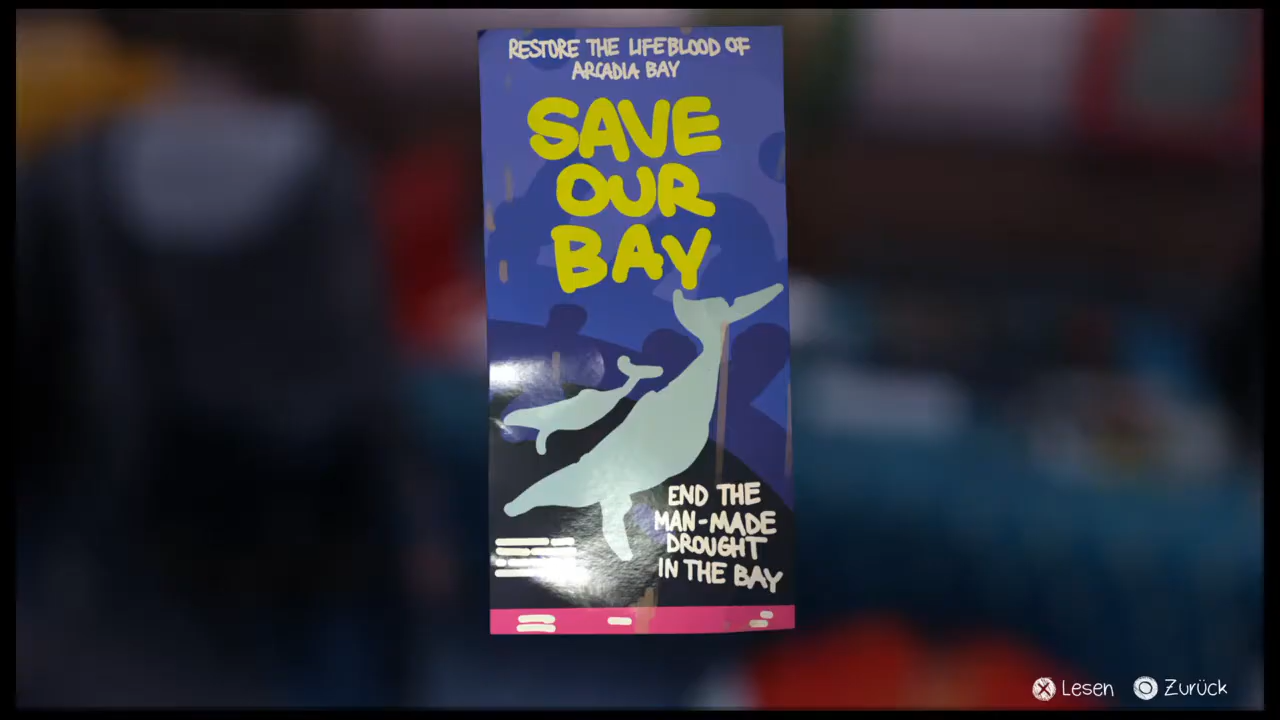 RESTORE THE LIFEBLOOD OF
ARCADIA BAY
SAVE
OUR
BAY
END THE
MAN-MADE
DROUGHT
IN THE BAY
Lesen
Zurück